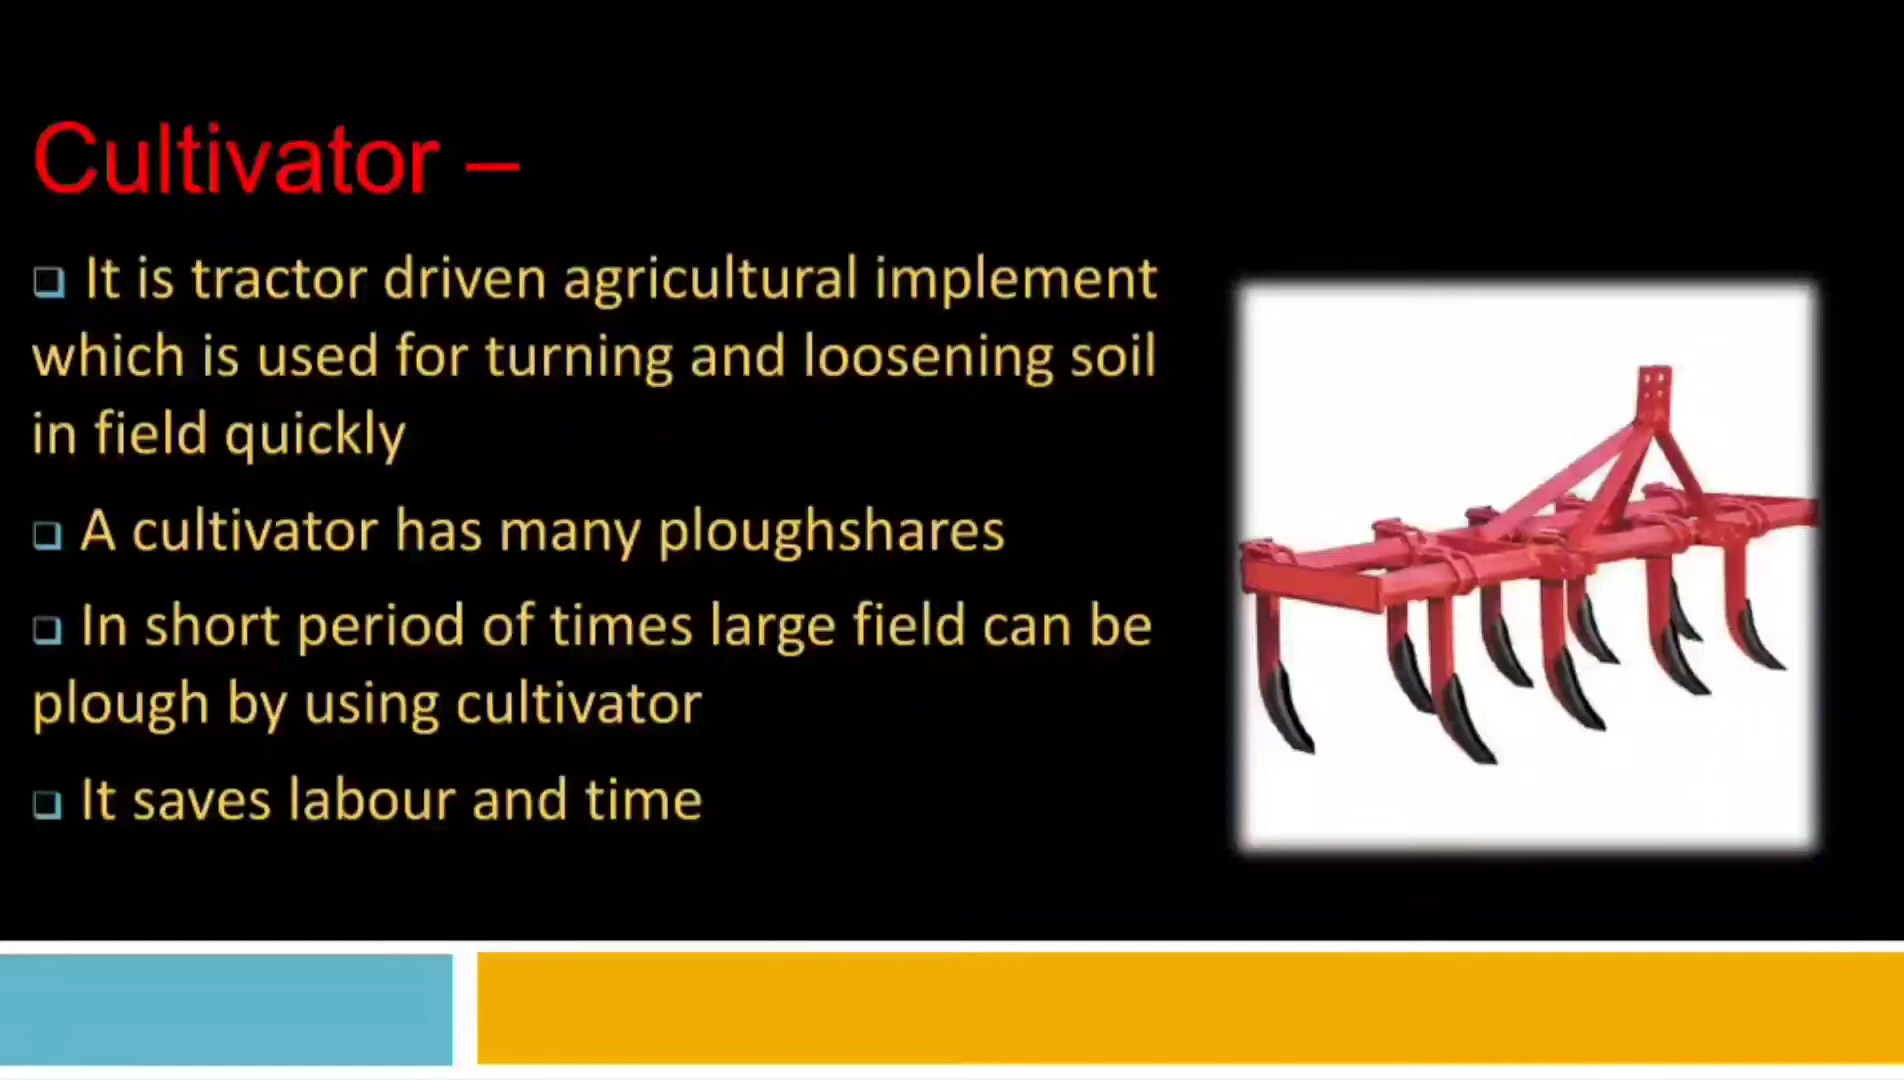 Cultivator –
It is tractor driven agricultural implement
which is used for turning and loosening soil
in field quickly
A cultivator has many ploughshares
In short period of times large field can be
plough by using cultivator
It saves labour and time